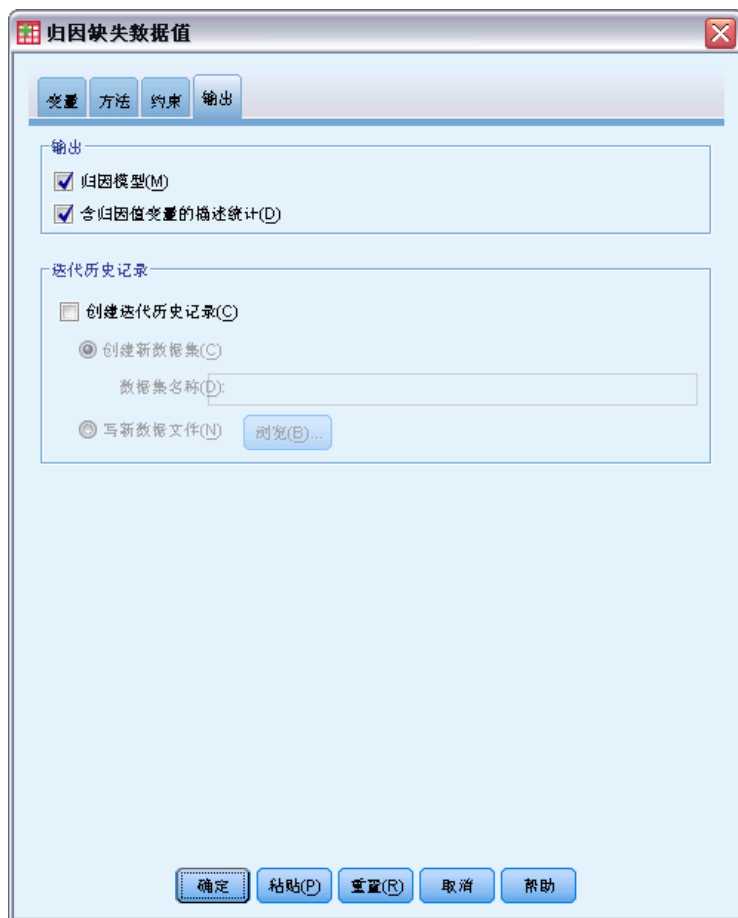 归因缺失数据值
变量 方法 约束 输出
输出
归因模型(M)
含归因值变量的描述统计(D)
迭代历史记录
创建迭代历史记录(C)
创建新数据集(C)
数据集名称(D):
写新数据文件(N) 浏览(B)...
确定 粘贴(P) 重置(R) 取消 帮助